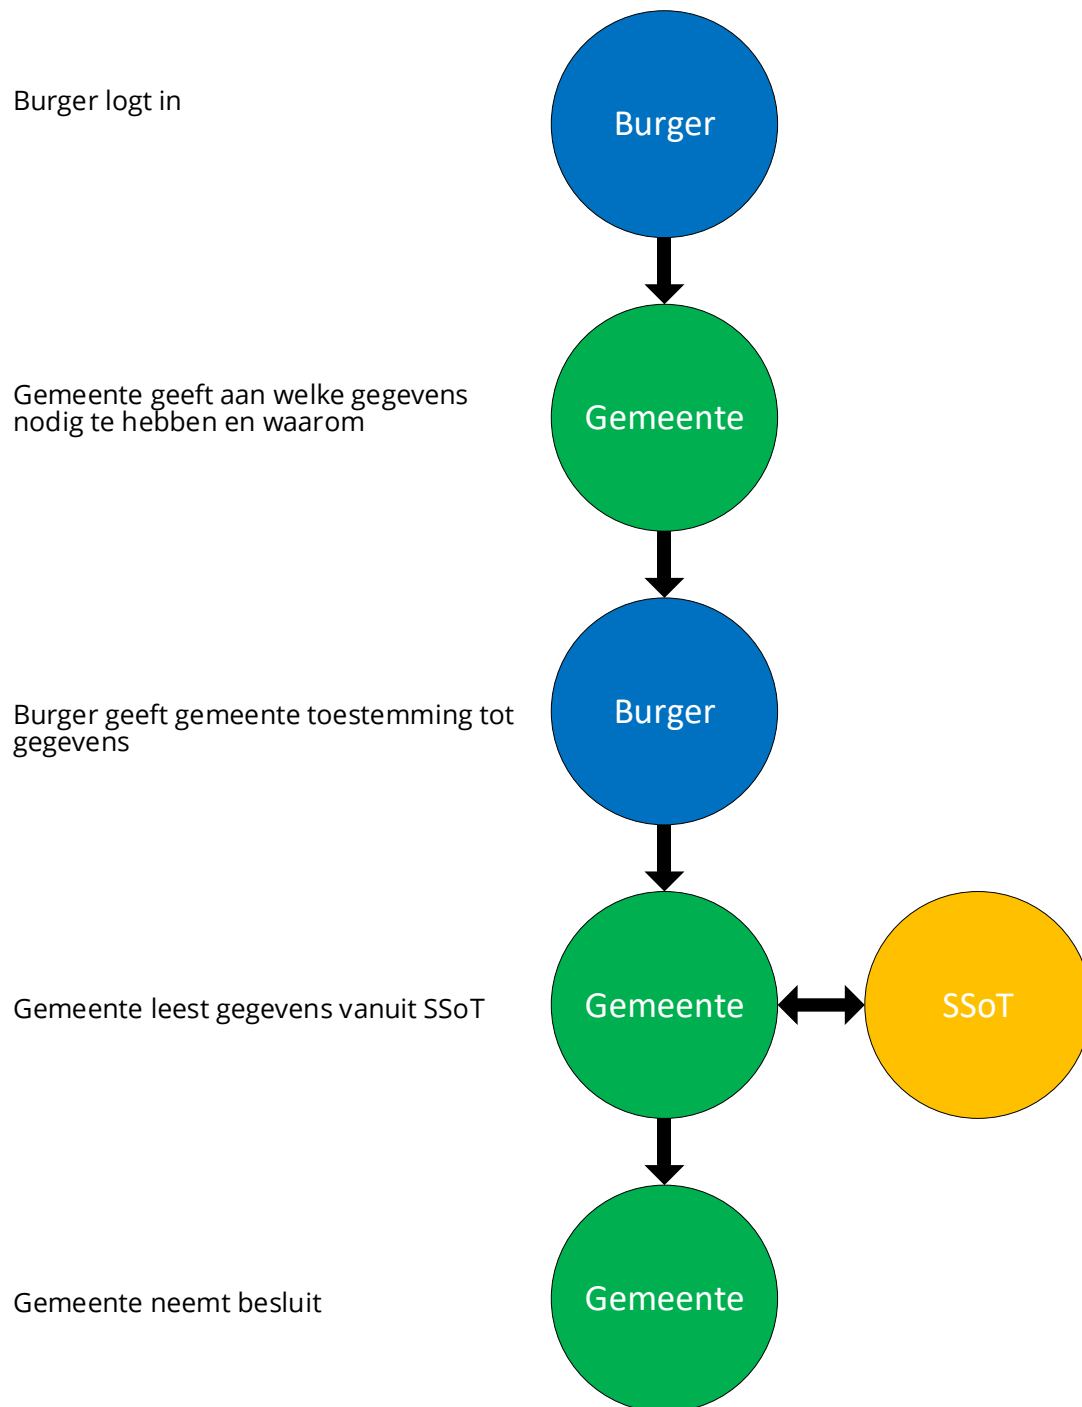 Burger logt in
Burger
Gemeente geeft aan welke gegevens
nodig te hebben en waarom
Gemeente
Burger geeft gemeente toestemming tot
gegevens
Burger
Gemeente leest gegevens vanuit SSoT
Gemeente
SSoT
Gemeente neemt besluit
Gemeente